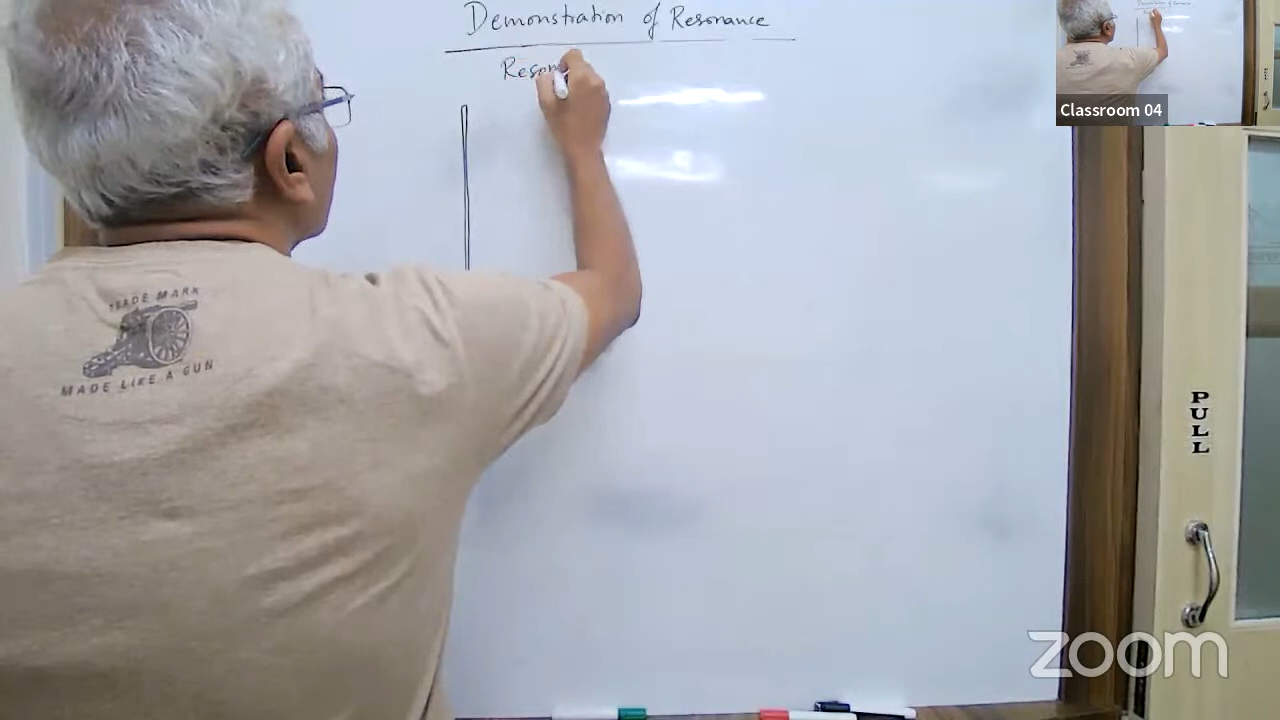 Demonstration of Resonance
Reson
Classroom 04
TRADE MARK
MADE LIKE A GUN
PULL
zoom